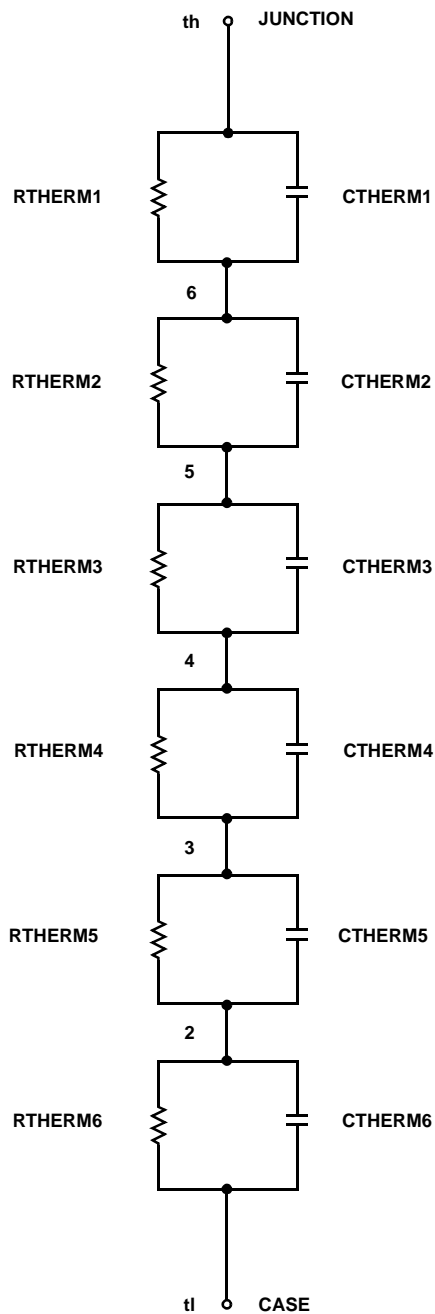 th JUNCTION
RTHERM1 CTHERM1
6
RTHERM2 CTHERM2
5
RTHERM3 CTHERM3
4
RTHERM4 CTHERM4
3
RTHERM5 CTHERM5
2
RTHERM6 CTHERM6
tl CASE